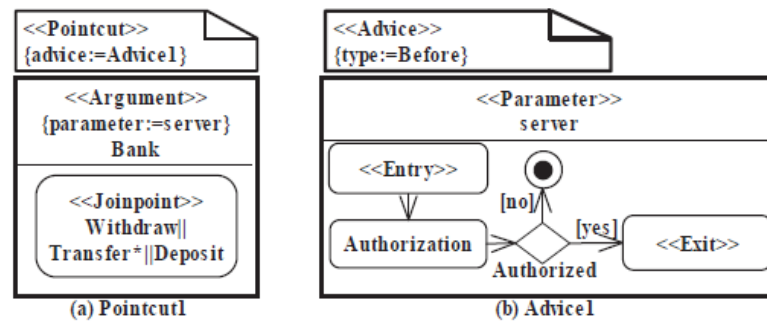 <<Pointcut>>
{advice:=Advice1}
<<Argument>>
{parameter:=server}
Bank
<<Joinpoint>>
Withdraw||
Transfer*||Deposit
(a) Pointcut1
<<Advice>>
{type:=Before}
<<Parameter>>
server
<<Entry>>
[no]
[yes]
Authorization
<<Exit>>
Authorized
(b) Advice1